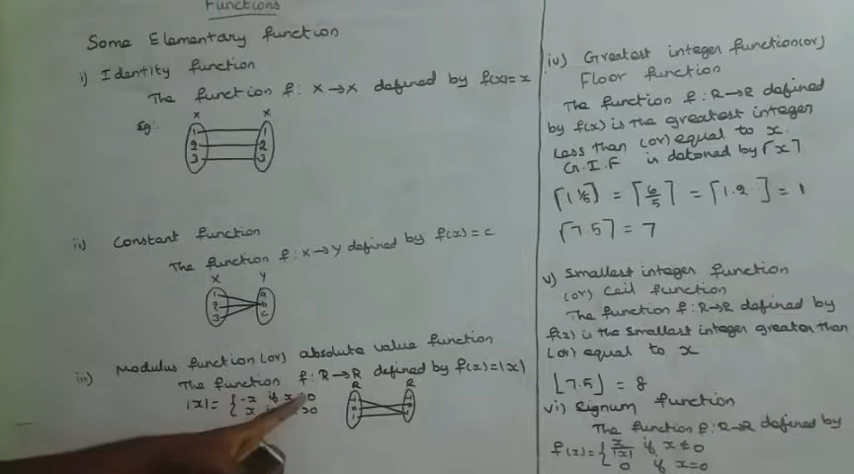 Functions
Some Elementary function
i) Identity function
The function f : X→X defined by f(x)=x
Eg:
X X
1 1
2 2
3 3
ii) Constant function
The function f : X→Y defined by f(x)=c
X Y
1 a
2 b
3 c
iii) Modulus function (or) absolute value function
The function f : R→R defined by f(x)=|x|
|x|= { -x if x
x 0
R R
iv) Greatest integer function (or)
Floor function
The function f : R→R defined
by f(x) is the greatest integer
less than (or) equal to x
G.I.F is detoned by ⌈x⌉
⌈1 1/5⌉ = ⌈6/5⌉ = ⌈1.2⌉ = 1
⌈7.5⌉ = 7
v) Smallest integer function
(or) Ceil function
The function f : R→R defined by
f(x) is the smallest integer greater than
(or) equal to x
⌊7.5⌋ = 8
vi) Signum function
The function f : R→R defined by
f(x)= { x/|x| if x≠0
0 if x=0